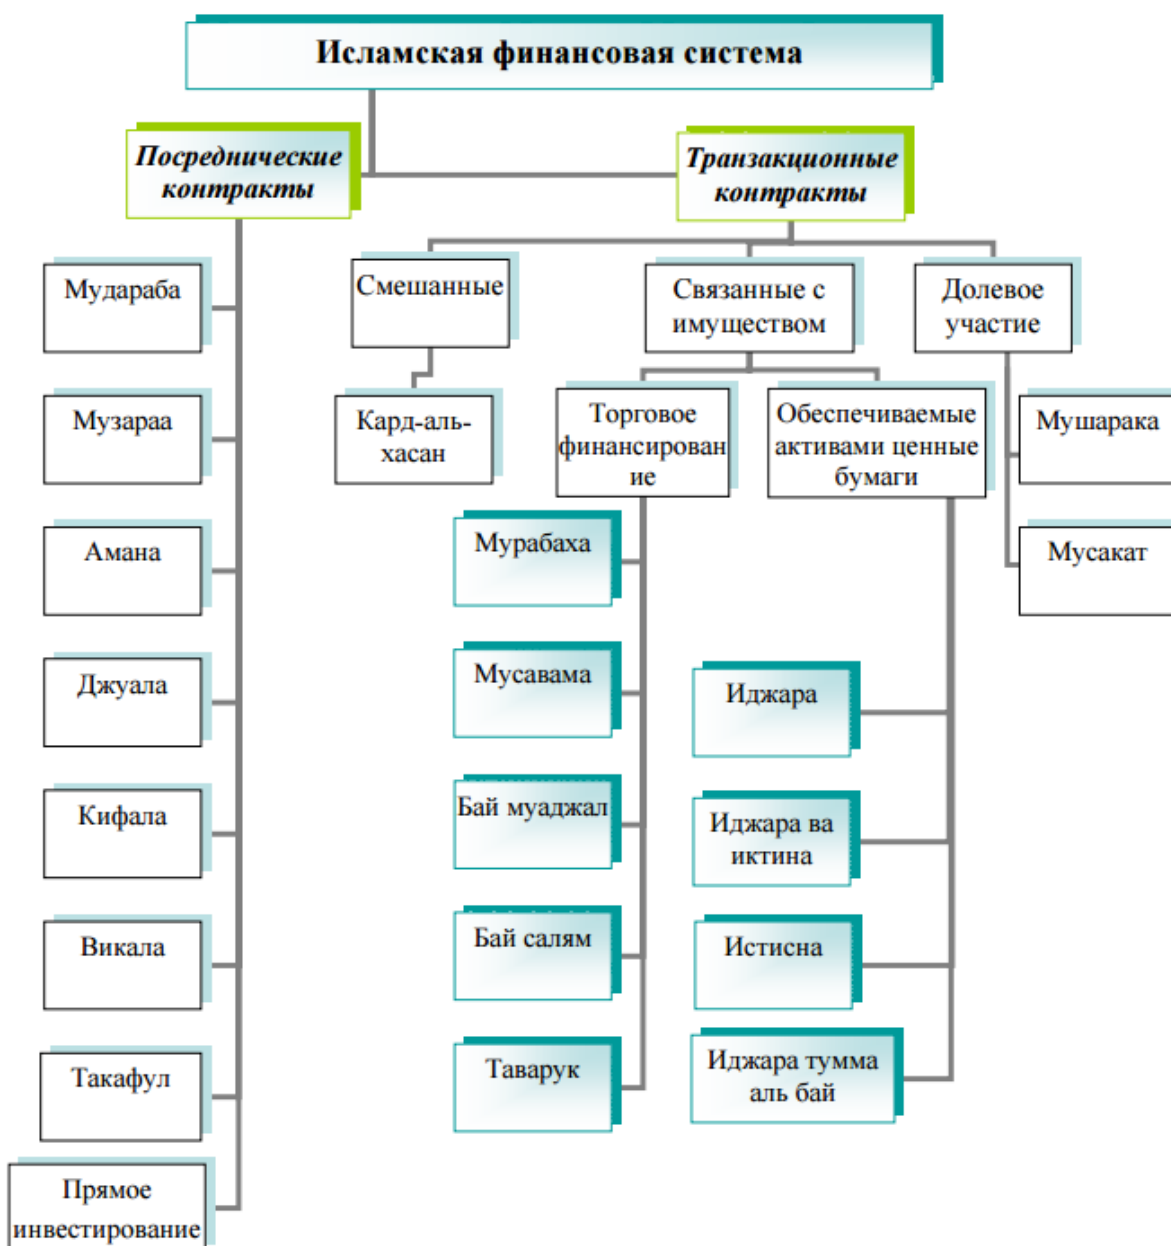 Исламская финансовая система
Посреднические
контракты
Транзакционные
контракты
Мудараба
Музараа
Амана
Джуала
Кифала
Викала
Такафул
Прямое
инвестирование
Смешанные
Кард-аль-
хасан
Связанные с
имуществом
Торговое
финансирован
ие
Мурабаха
Мусавама
Бай муаджал
Бай салям
Таварук
Обеспечиваемые
активами ценные
бумаги
Иджара
Иджара ва
иктина
Истисна
Иджара тумма
аль бай
Долевое
участие
Мушарака
Мусакат